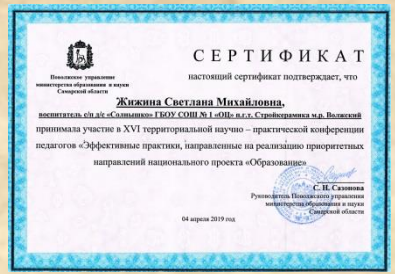 СЕРТИФИКАТ
Поволжское управление
министерства образования и науки
Самарской области
настоящий сертификат подтверждает, что
Жижина Светлана Михайловна,
воспитатель с/п д/с «Солнышко» ГБОУ СОШ № 1 «ОЦ» п.г.т. Стройкерамика м.р. Волжский
принимала участие в XVI территориальной научно – практической конференции
педагогов «Эффективные практики, направленные на реализацию приоритетных
направлений национального проекта «Образование»
С. Н. Сазонова
Руководитель Поволжского управления
министерства образования и науки
Самарской области
04 апреля 2019 год